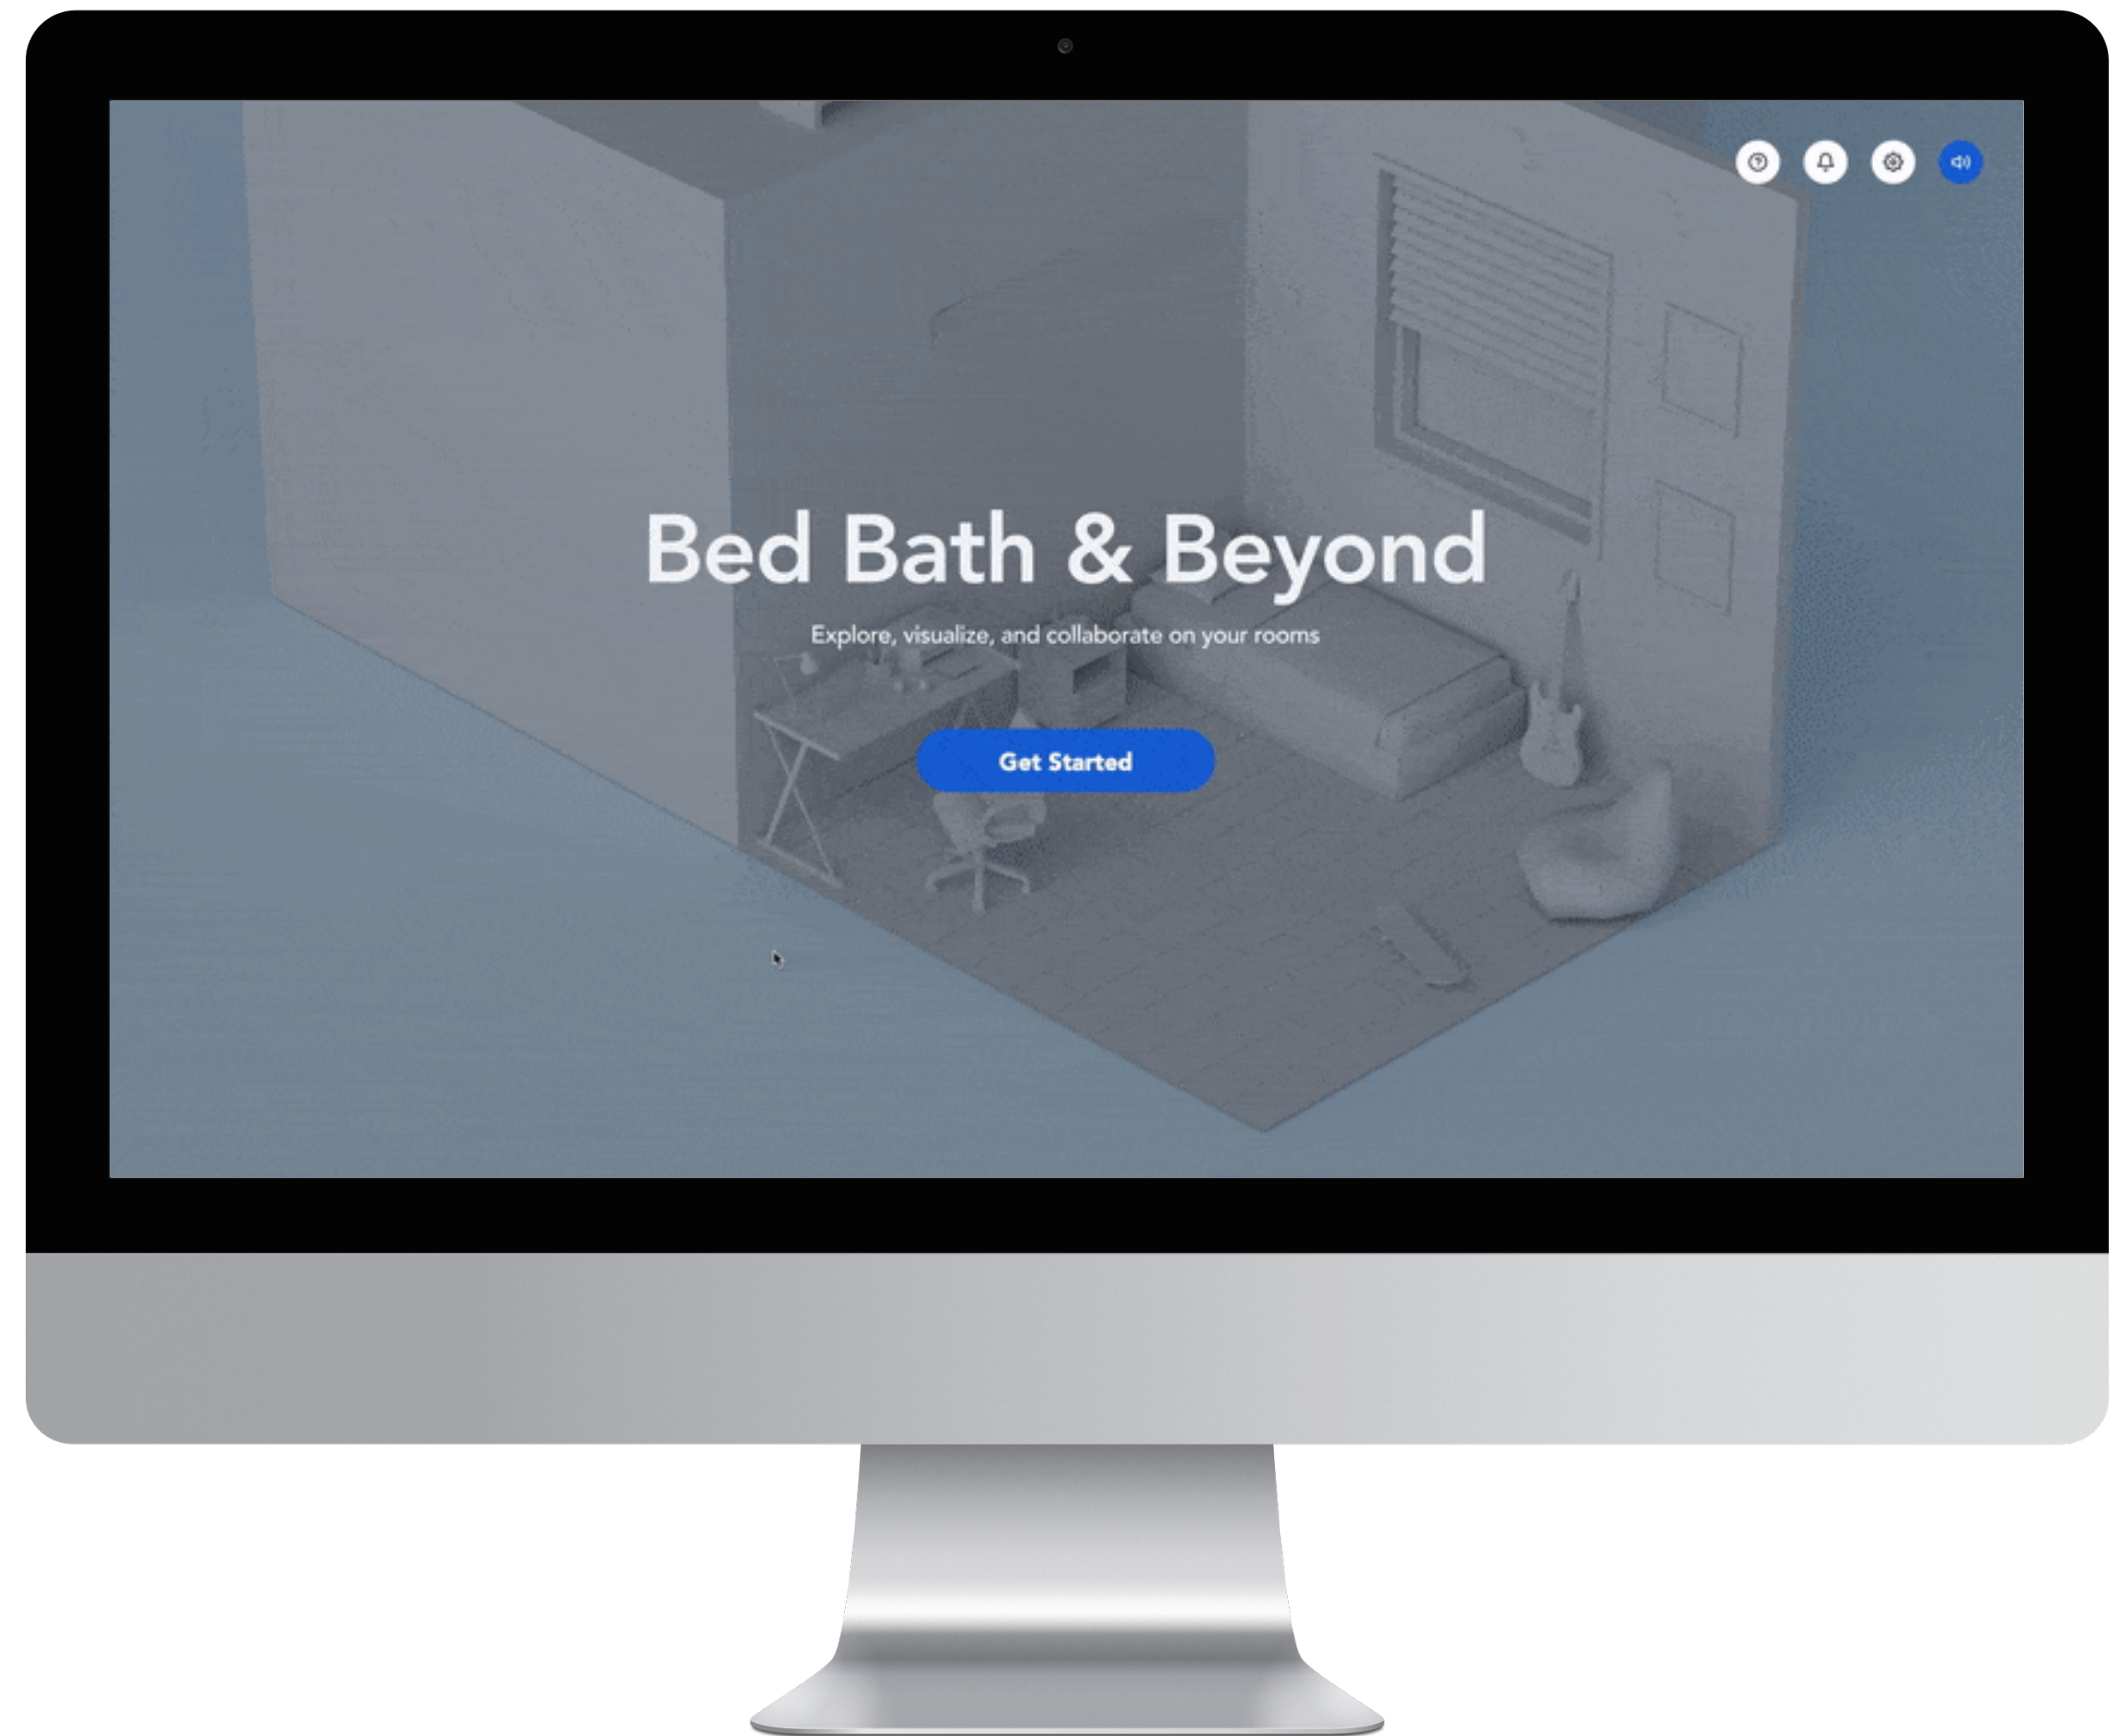 Bed Bath & Beyond
Explore, visualize, and collaborate on your rooms
Get Started